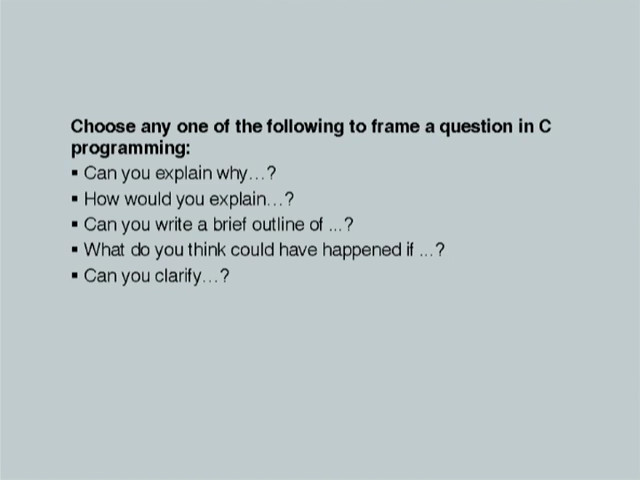 Choose any one of the following to frame a question in C
programming:
▪ Can you explain why…?
▪ How would you explain…?
▪ Can you write a brief outline of ...?
▪ What do you think could have happened if ...?
▪ Can you clarify…?